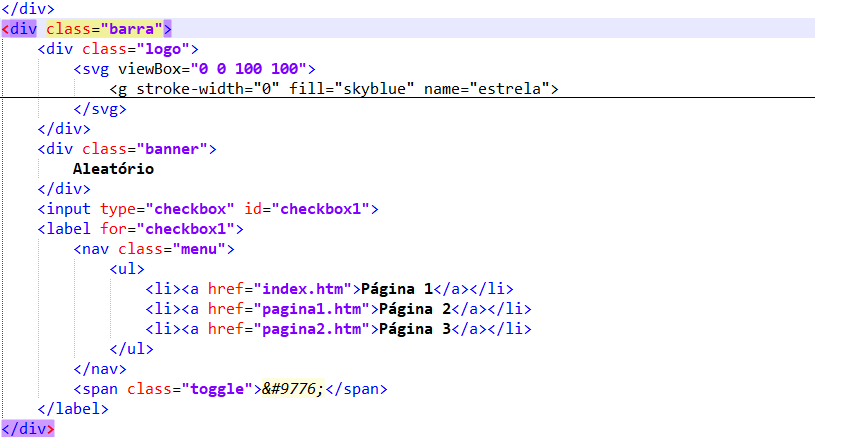 </div>
<div class="barra">
<div class="logo">
<svg viewBox="0 0 100 100">
<g stroke-width="0" fill="skyblue" name="estrela">
</svg>
</div>
<div class="banner">
Aleatório
</div>
<input type="checkbox" id="checkbox1">
<label for="checkbox1">
<nav class="menu">
<ul>
<li><a href="index.htm">Página 1</a></li>
<li><a href="pagina1.htm">Página 2</a></li>
<li><a href="pagina2.htm">Página 3</a></li>
</ul>
</nav>
<span class="toggle">&#9776;</span>
</label>
</div>